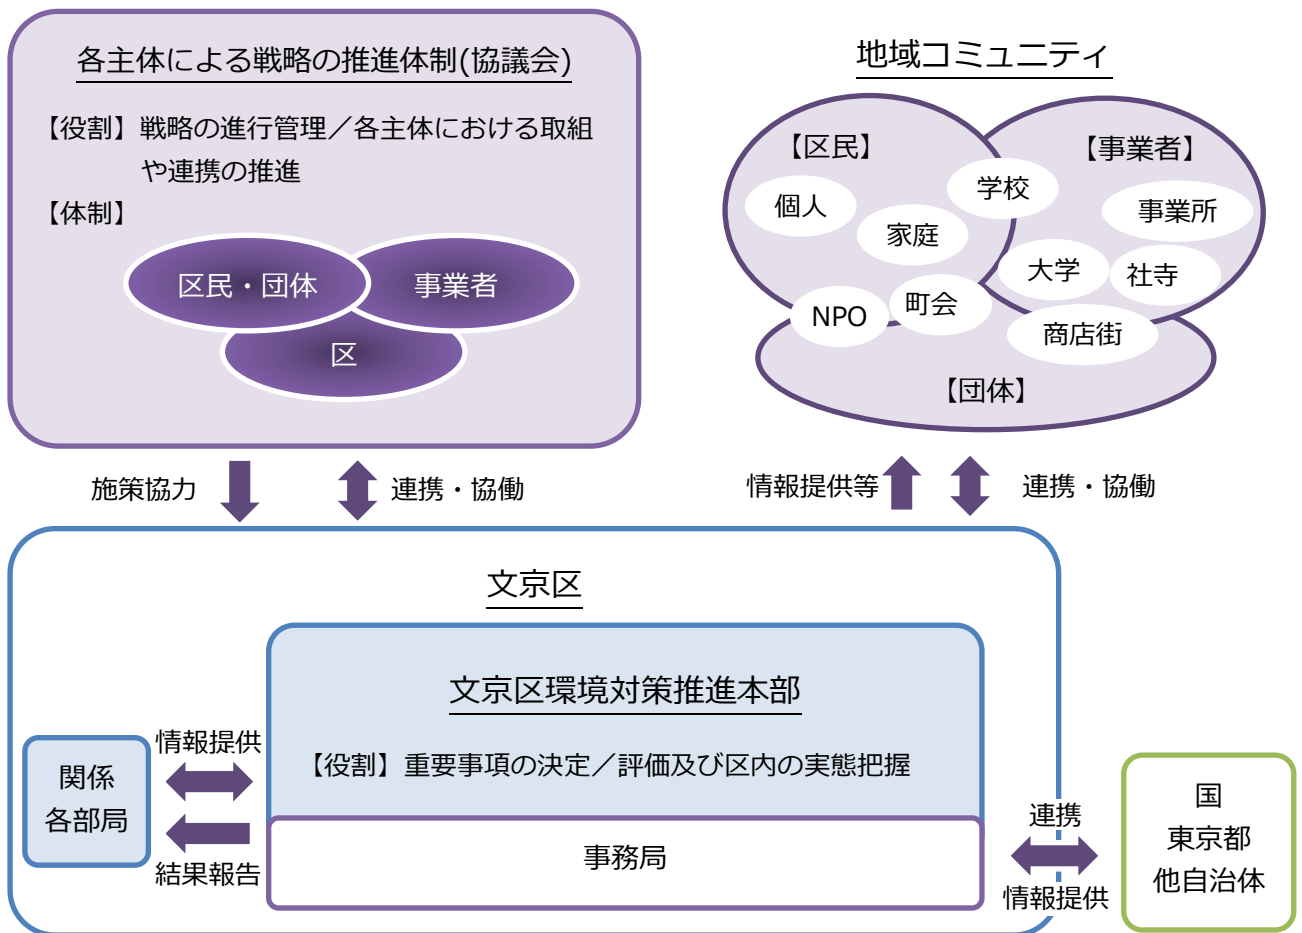 各主体による戦略の推進体制(協議会)
【役割】戦略の進行管理／各主体における取組
や連携の推進
【体制】
区民・団体
事業者
区
地域コミュニティ
【区民】
【事業者】
学校
個人
事業所
家庭
大学
社寺
NPO
町会
商店街
【団体】
施策協力
連携・協働
情報提供等
連携・協働
文京区
文京区環境対策推進本部
【役割】重要事項の決定／評価及び区内の実態把握
事務局
関係
各部局
情報提供
結果報告
連携
情報提供
国
東京都
他自治体